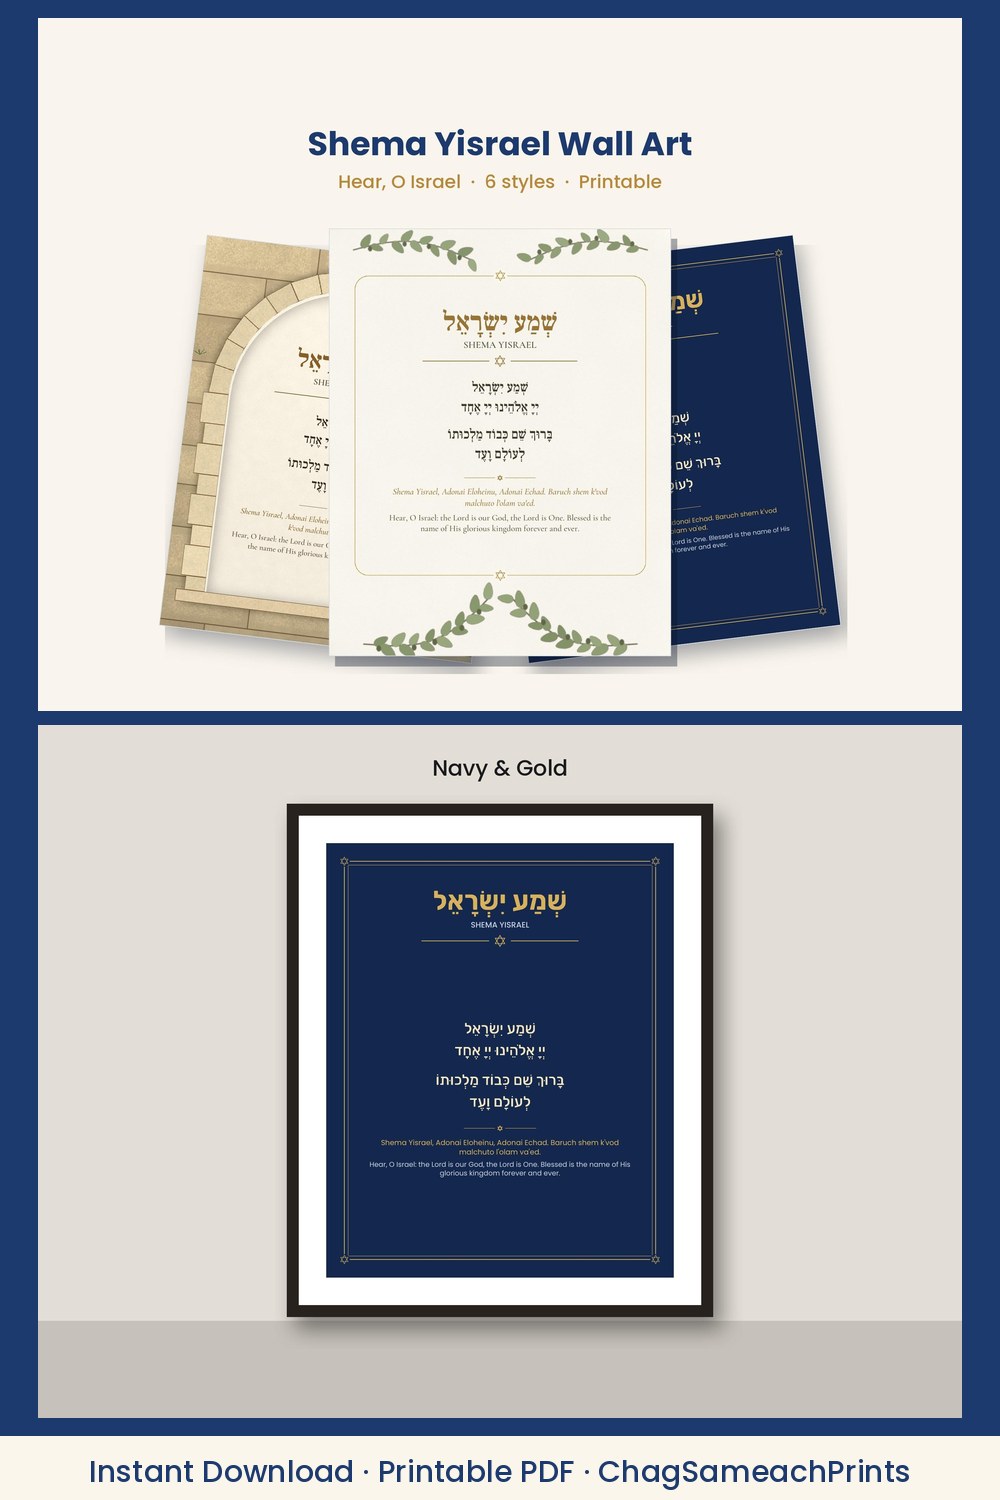 Shema Yisrael Wall Art
Hear, O Israel · 6 styles · Printable
שְׁמַע יִשְׂרָאֵל
SHEMA YISRAEL
שְׁמַע יִשְׂרָאֵל
יְיָ אֱלֹהֵינוּ יְיָ אֶחָד
בָּרוּךְ שֵׁם כְּבוֹד מַלְכוּתוֹ
לְעוֹלָם וָעֶד
Shema Yisrael, Adonai Eloheinu, Adonai Echad. Baruch shem k'vod
malchuto l'olam va'ed.
Hear, O Israel: the Lord is our God, the Lord is One. Blessed is the
name of His glorious kingdom forever and ever.
Navy & Gold
שְׁמַע יִשְׂרָאֵל
SHEMA YISRAEL
שְׁמַע יִשְׂרָאֵל
יְיָ אֱלֹהֵינוּ יְיָ אֶחָד
בָּרוּךְ שֵׁם כְּבוֹד מַלְכוּתוֹ
לְעוֹלָם וָעֶד
Shema Yisrael, Adonai Eloheinu, Adonai Echad. Baruch shem k'vod
malchuto l'olam va'ed.
Hear, O Israel: the Lord is our God, the Lord is One. Blessed is the name of His
glorious kingdom forever and ever.
Instant Download · Printable PDF · ChagSameachPrints